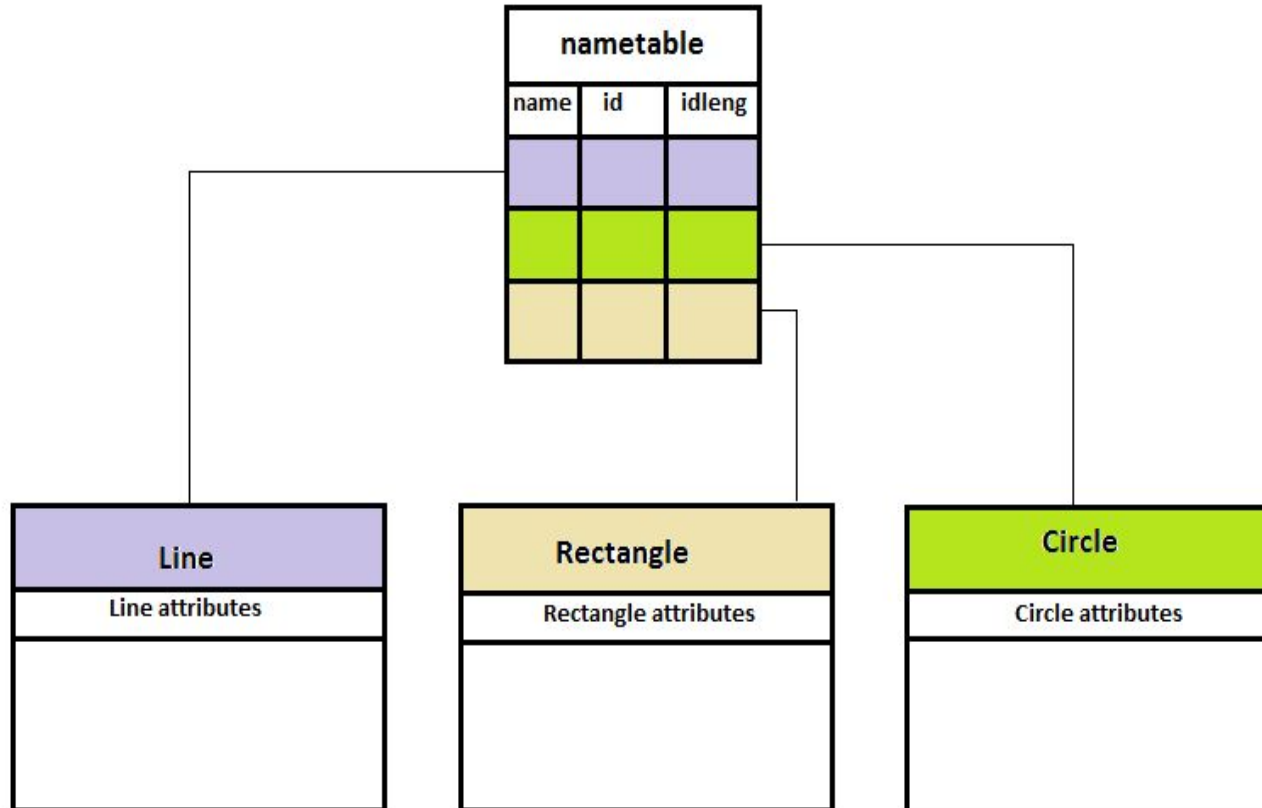 nametable
name id idleng
Line
Line attributes
Rectangle
Rectangle attributes
Circle
Circle attributes